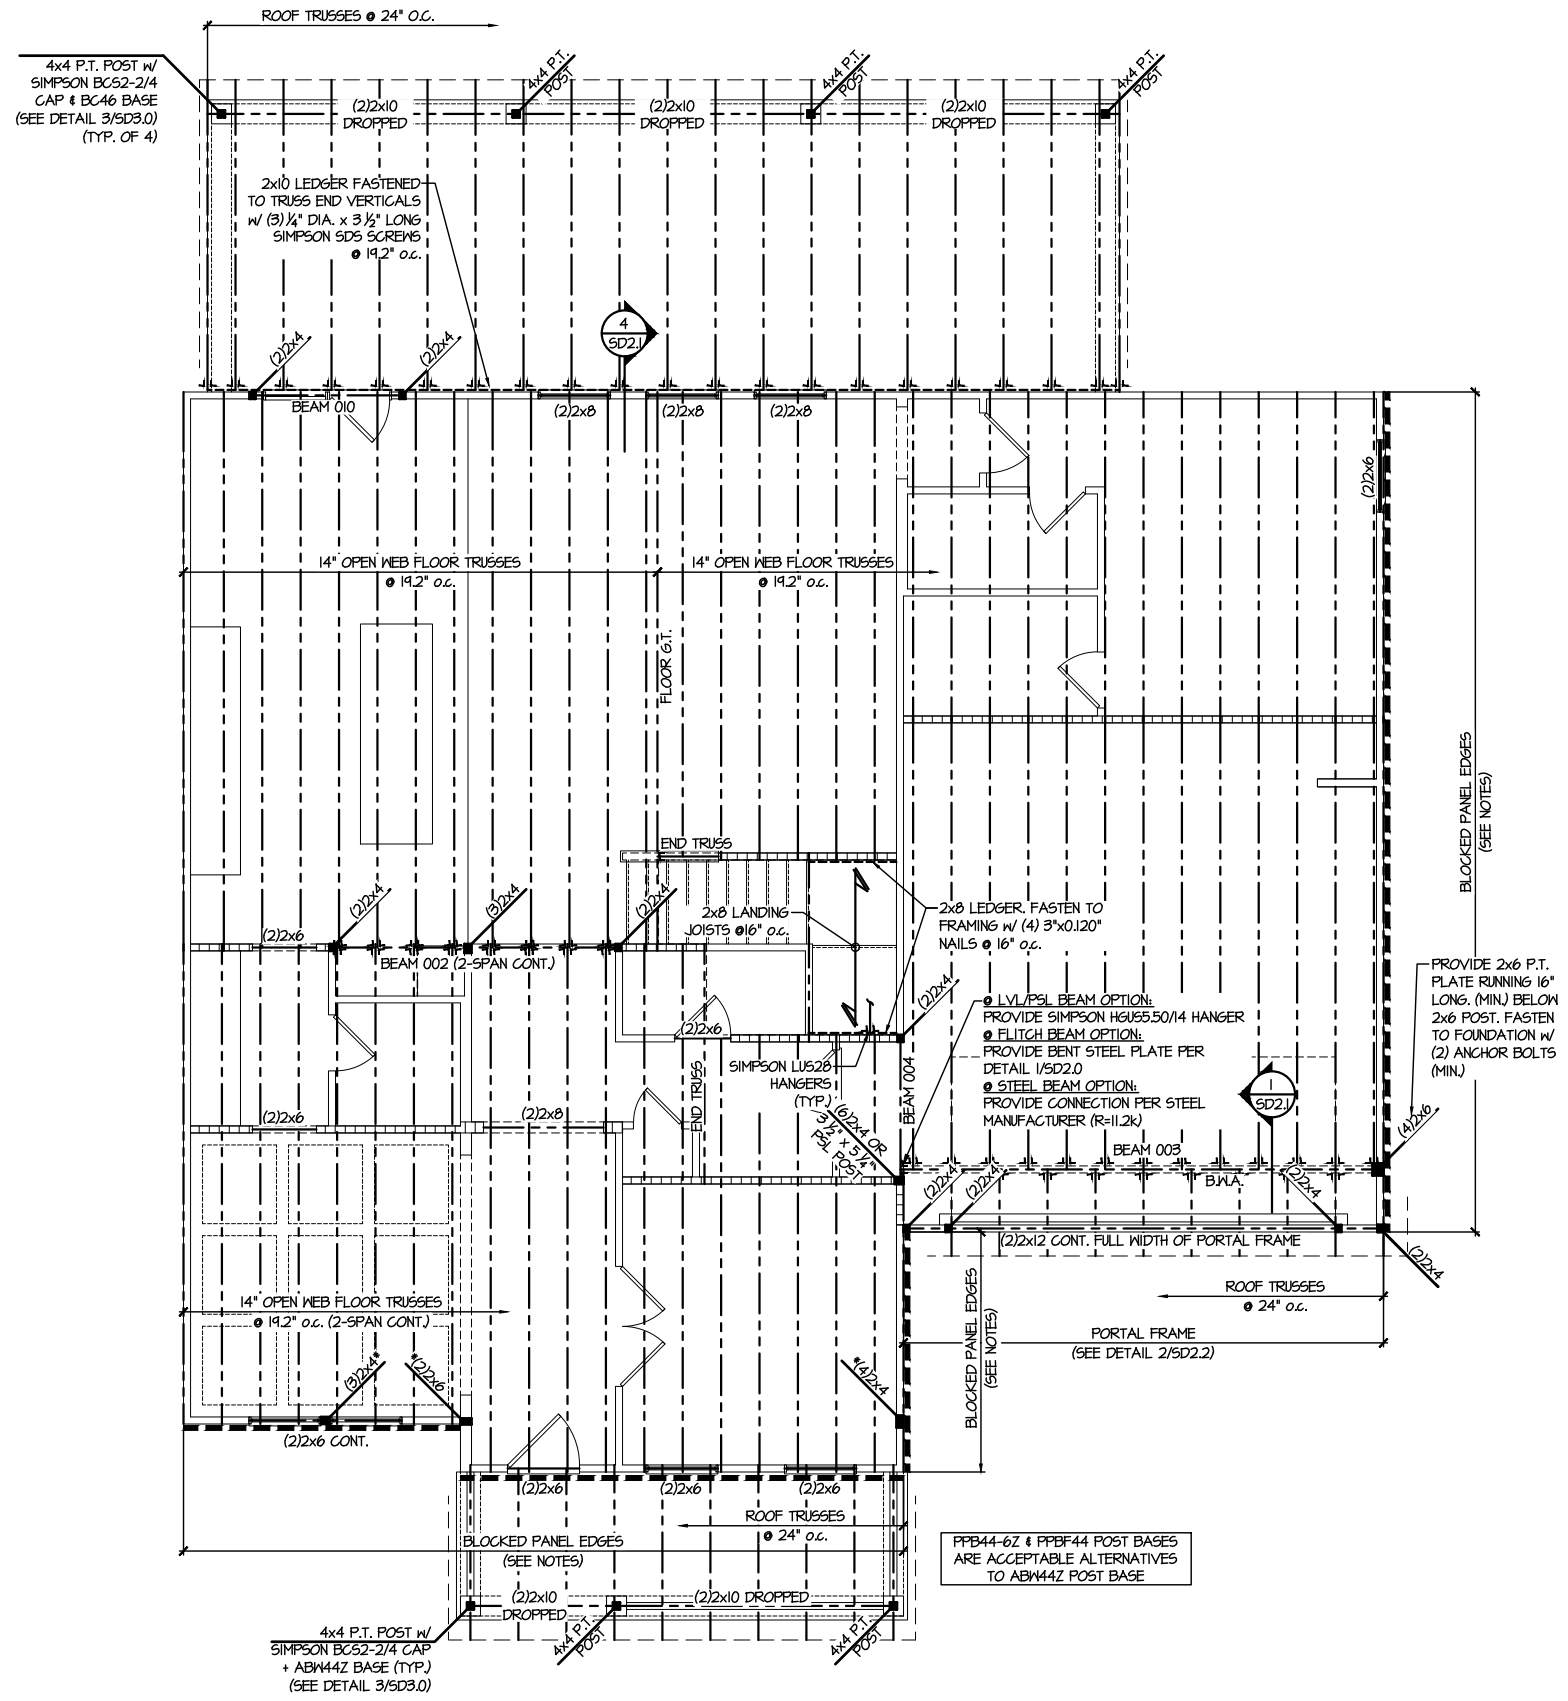 ROOF TRUSSES @ 24" O.C.
4x4 P.T. POST w/
SIMPSON BCS2-2/4
CAP & BC46 BASE
(SEE DETAIL 3/SD3.0)
(TYP. OF 4)
4x4 P.T.
POST
4x4 P.T.
POST
4x4 P.T.
POST
(2)2x10
DROPPED
(2)2x10
DROPPED
(2)2x10
DROPPED
2x10 LEDGER FASTENED
TO TRUSS END VERTICALS
w/ (3) 1/4" DIA. x 3 1/2" LONG
SIMPSON SDS SCREWS
@ 19.2" o.c.
4
SD2.1
(2)2x4
(2)2x4
BEAM 010
(2)2x8
(2)2x8
(2)2x8
(2)2x6
14" OPEN WEB FLOOR TRUSSES
@ 19.2" o.c.
14" OPEN WEB FLOOR TRUSSES
@ 19.2" o.c.
FLOOR G.T.
BLOCKED PANEL EDGES
(SEE NOTES)
END TRUSS
(2)2x4
(3)2x4
(2)2x4
(2)2x6
BEAM 002 (2-SPAN CONT.)
2x8 LANDING
JOISTS @16" o.c.
2x8 LEDGER. FASTEN TO
FRAMING w/ (4) 3"x0.120"
NAILS @ 16" o.c.
(2)2x4
@ LVL/PSL BEAM OPTION:
PROVIDE SIMPSON HGUS5.50/14 HANGER
@ FLITCH BEAM OPTION:
PROVIDE BENT STEEL PLATE PER
DETAIL 1/SD2.0
@ STEEL BEAM OPTION:
PROVIDE CONNECTION PER STEEL
MANUFACTURER (R=11.2k)
PROVIDE 2x6 P.T.
PLATE RUNNING 16"
LONG. (MIN.) BELOW
2x6 POST. FASTEN
TO FOUNDATION w/
(2) ANCHOR BOLTS
(MIN.)
(2)2x6
SIMPSON LUS28
HANGERS
(TYP.)
END TRUSS
BEAM 004
1
SD2.1
(2)2x6
(2)2x8
(6)2x4 OR
3 1/2" x 5 1/4"
PSL POST
(4)2x6
BEAM 003
B.W.A.
(2)2x4
(2)2x4
(2)2x4
(2)2x12 CONT. FULL WIDTH OF PORTAL FRAME
(2)2x4
ROOF TRUSSES
@ 24" o.c.
14" OPEN WEB FLOOR TRUSSES
@ 19.2" o.c. (2-SPAN CONT.)
BLOCKED PANEL EDGES
(SEE NOTES)
PORTAL FRAME
(SEE DETAIL 2/SD2.2)
(3)2x4*
*(2)2x6
*(4)2x4
(2)2x6 CONT.
(2)2x6
(2)2x6
(2)2x6
ROOF TRUSSES
@ 24" o.c.
BLOCKED PANEL EDGES
(SEE NOTES)
PPB44-6Z & PPBF44 POST BASES
ARE ACCEPTABLE ALTERNATIVES
TO ABW44Z POST BASE
(2)2x10
DROPPED
(2)2x10 DROPPED
4x4 P.T. POST w/
SIMPSON BCS2-2/4 CAP
+ ABW44Z BASE (TYP.)
(SEE DETAIL 3/SD3.0)
4x4 P.T.
POST
4x4 P.T.
POST